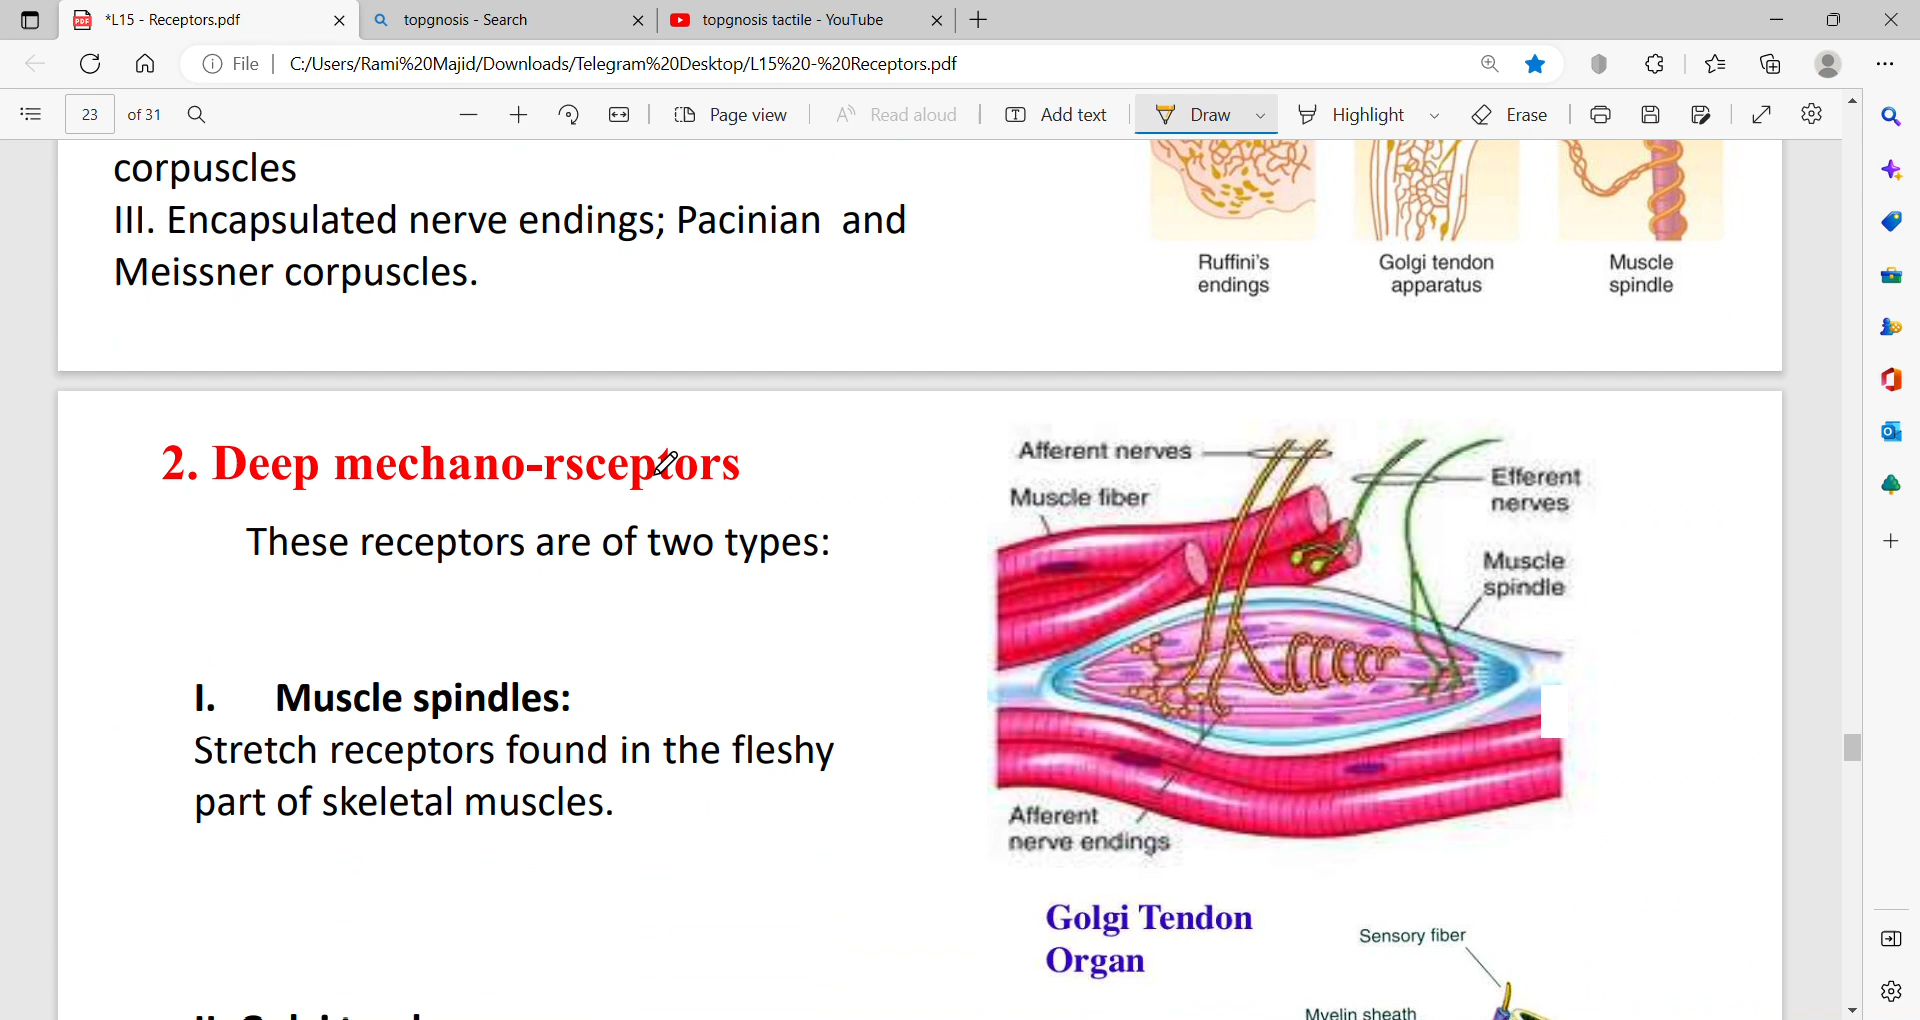 *L15 - Receptors.pdf
topgnosis - Search
topgnosis tactile - YouTube
File
C:/Users/Rami%20Majid/Downloads/Telegram%20Desktop/L15%20-%20Receptors.pdf
23 of 31
Page view
Read aloud
Add text
Draw
Highlight
Erase
corpuscles
III. Encapsulated nerve endings; Pacinian and
Meissner corpuscles.
Ruffini's
endings
Golgi tendon
apparatus
Muscle
spindle
2. Deep mechano-rsceptors
These receptors are of two types:
I. Muscle spindles:
Stretch receptors found in the fleshy
part of skeletal muscles.
Afferent nerves
Muscle fiber
Efferent
nerves
Muscle
spindle
Afferent
nerve endings
Golgi Tendon
Organ
Sensory fiber
Myelin sheath